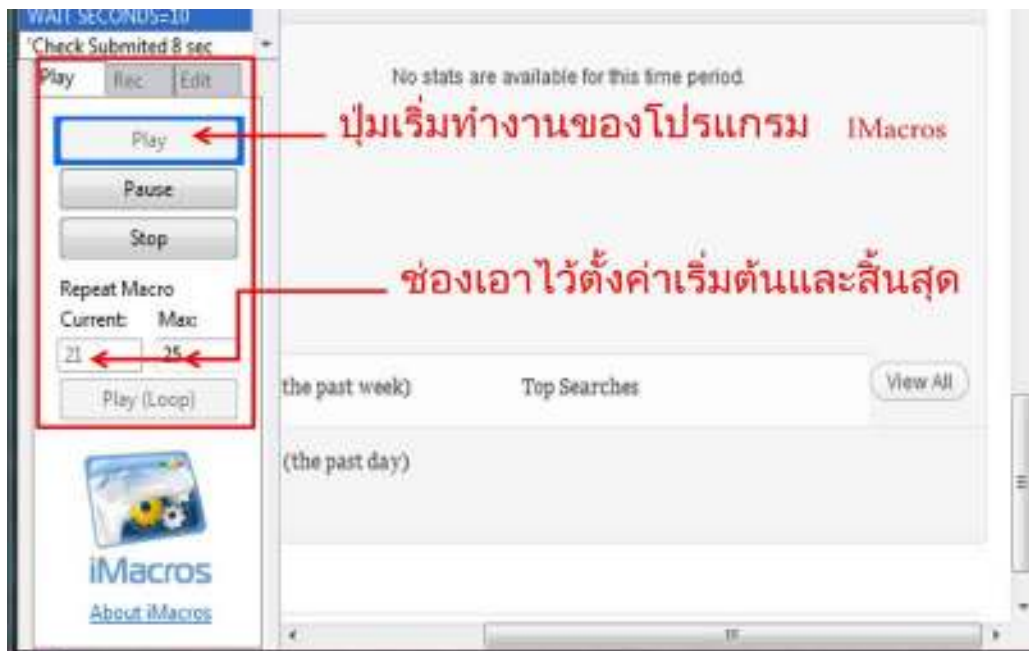 WAIT SECONDS=10
'Check Submited 8 sec
Play Rec Edit
No stats are available for this time period.
Play
ปุ่มเริ่มทำงานของโปรแกรม IMacros
Pause
Stop
ช่องเอาไว้ตั้งค่าเริ่มต้นและสิ้นสุด
Repeat Macro
Current: Max:
21 25
Play (Loop)
the past week) Top Searches View All
(the past day)
iMacros
About iMacros